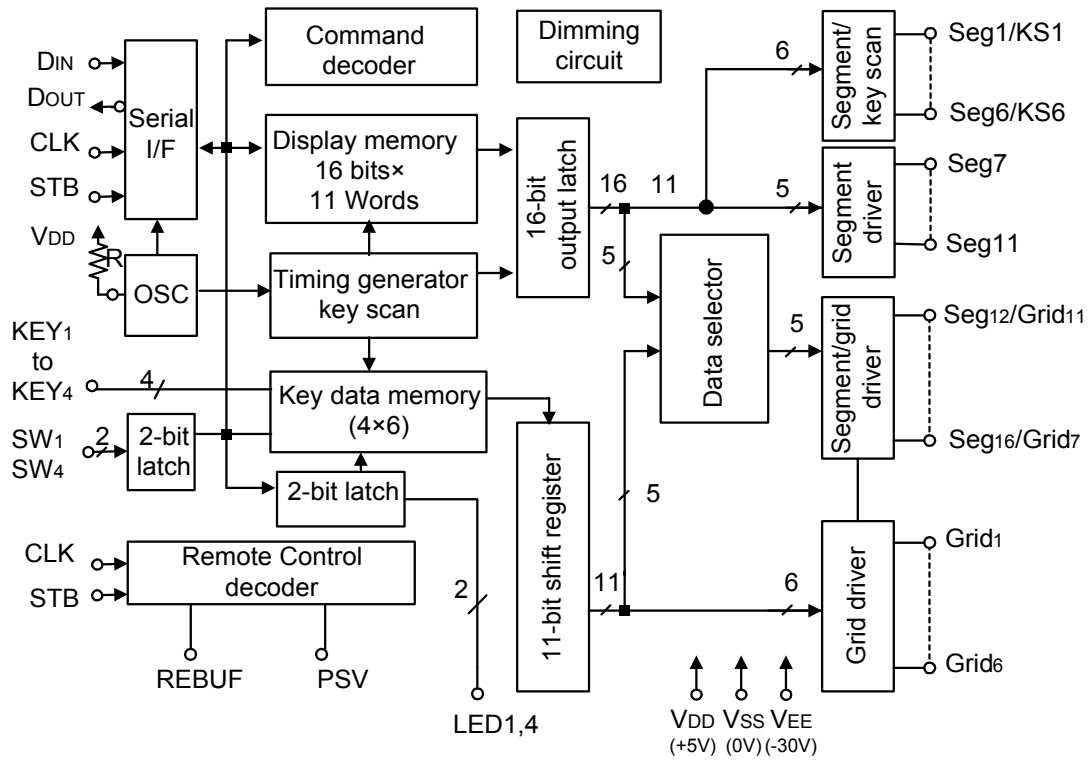 Command
decoder
Dimming
circuit
Segment/
key scan
6
Seg1/KS1
Seg6/KS6
DIN
DOUT
CLK
STB
Serial
I/F
Display memory
16 bits×
11 Words
16-bit
output latch
16
11
5
Segment
driver
Seg7
Seg11
VDD
R
OSC
Timing generator
key scan
5
Data selector
5
Segment/grid
driver
Seg12/Grid11
Seg16/Grid7
KEY1
to
KEY4
4
Key data memory
(4×6)
SW1
SW4
2
2-bit
latch
2-bit latch
11-bit shift register
5
11
6
Grid driver
Grid1
Grid6
CLK
STB
Remote Control
decoder
2
REBUF
PSV
LED1,4
VDD
(+5V)
VSS
(0V)
VEE
(-30V)